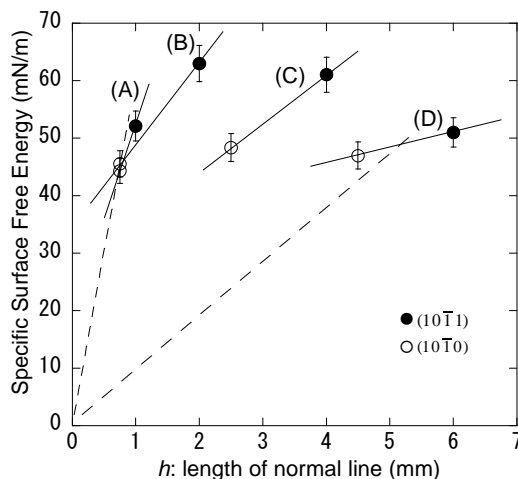 Specific Surface Free Energy (mN/m)
70
60
50
40
30
20
10
0
(A)
(B)
(C)
(D)
(101̅1)
(101̅0)
0 1 2 3 4 5 6 7
h: length of normal line (mm)